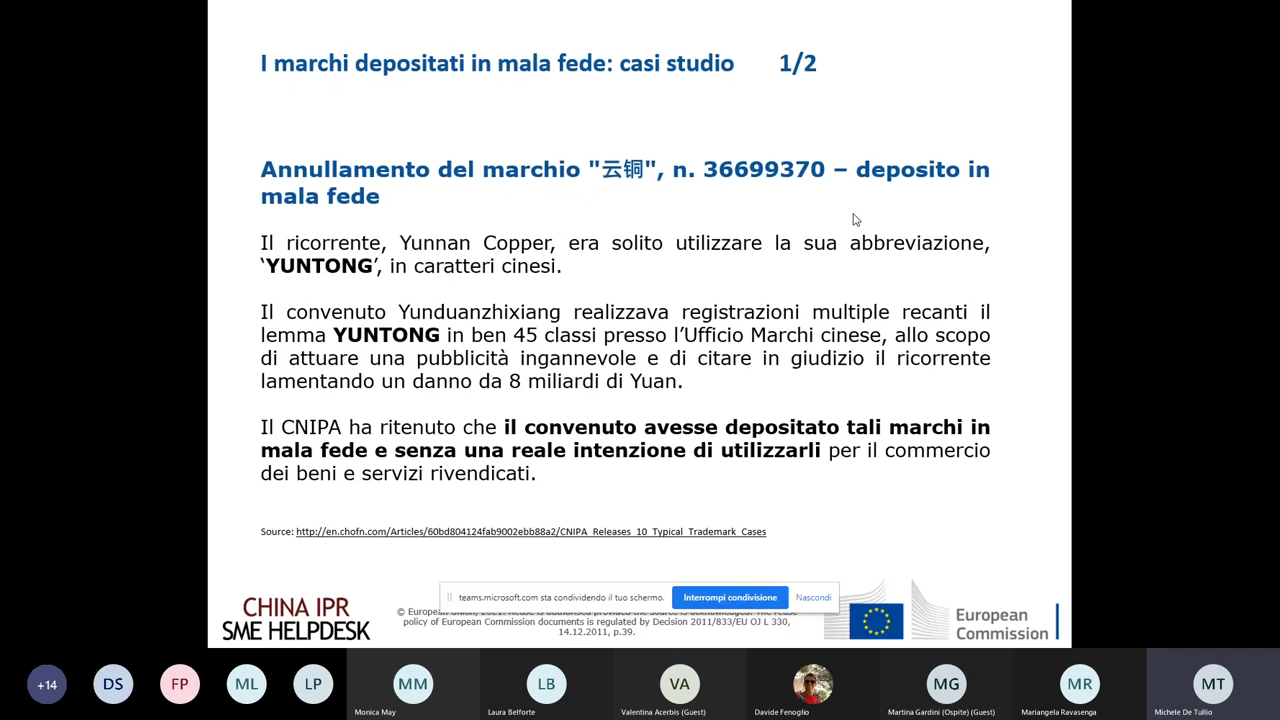 I marchi depositati in mala fede: casi studio 1/2
Annullamento del marchio "云铜", n. 36699370 – deposito in
mala fede
Il ricorrente, Yunnan Copper, era solito utilizzare la sua abbreviazione,
‘YUNTONG’, in caratteri cinesi.
Il convenuto Yunduanzhixiang realizzava registrazioni multiple recanti il
lemma YUNTONG in ben 45 classi presso l’Ufficio Marchi cinese, allo scopo
di attuare una pubblicità ingannevole e di citare in giudizio il ricorrente
lamentando un danno da 8 miliardi di Yuan.
Il CNIPA ha ritenuto che il convenuto avesse depositato tali marchi in
mala fede e senza una reale intenzione di utilizzarli per il commercio
dei beni e servizi rivendicati.
Source: http://en.chofn.com/Articles/60bd804124fab9002ebb88a2/CNIPA_Releases_10_Typical_Trademark_Cases
teams.microsoft.com sta condividendo il tuo schermo. Interrompi condivisione Nascondi
CHINA IPR
SME HELPDESK
© European Union, 2021. Reuse is authorised provided the source is acknowledged. The reuse
policy of European Commission documents is regulated by Decision 2011/833/EU OJ L 330,
14.12.2011, p.39.
European
Commission
+14 DS FP ML LP MM LB VA MG MR MT
Monica May Laura Belforte Valentina Acerbis (Guest) Davide Fenoglio Martina Gardini (Ospite) (Guest) Mariangela Ravasenga Michele De Tullio